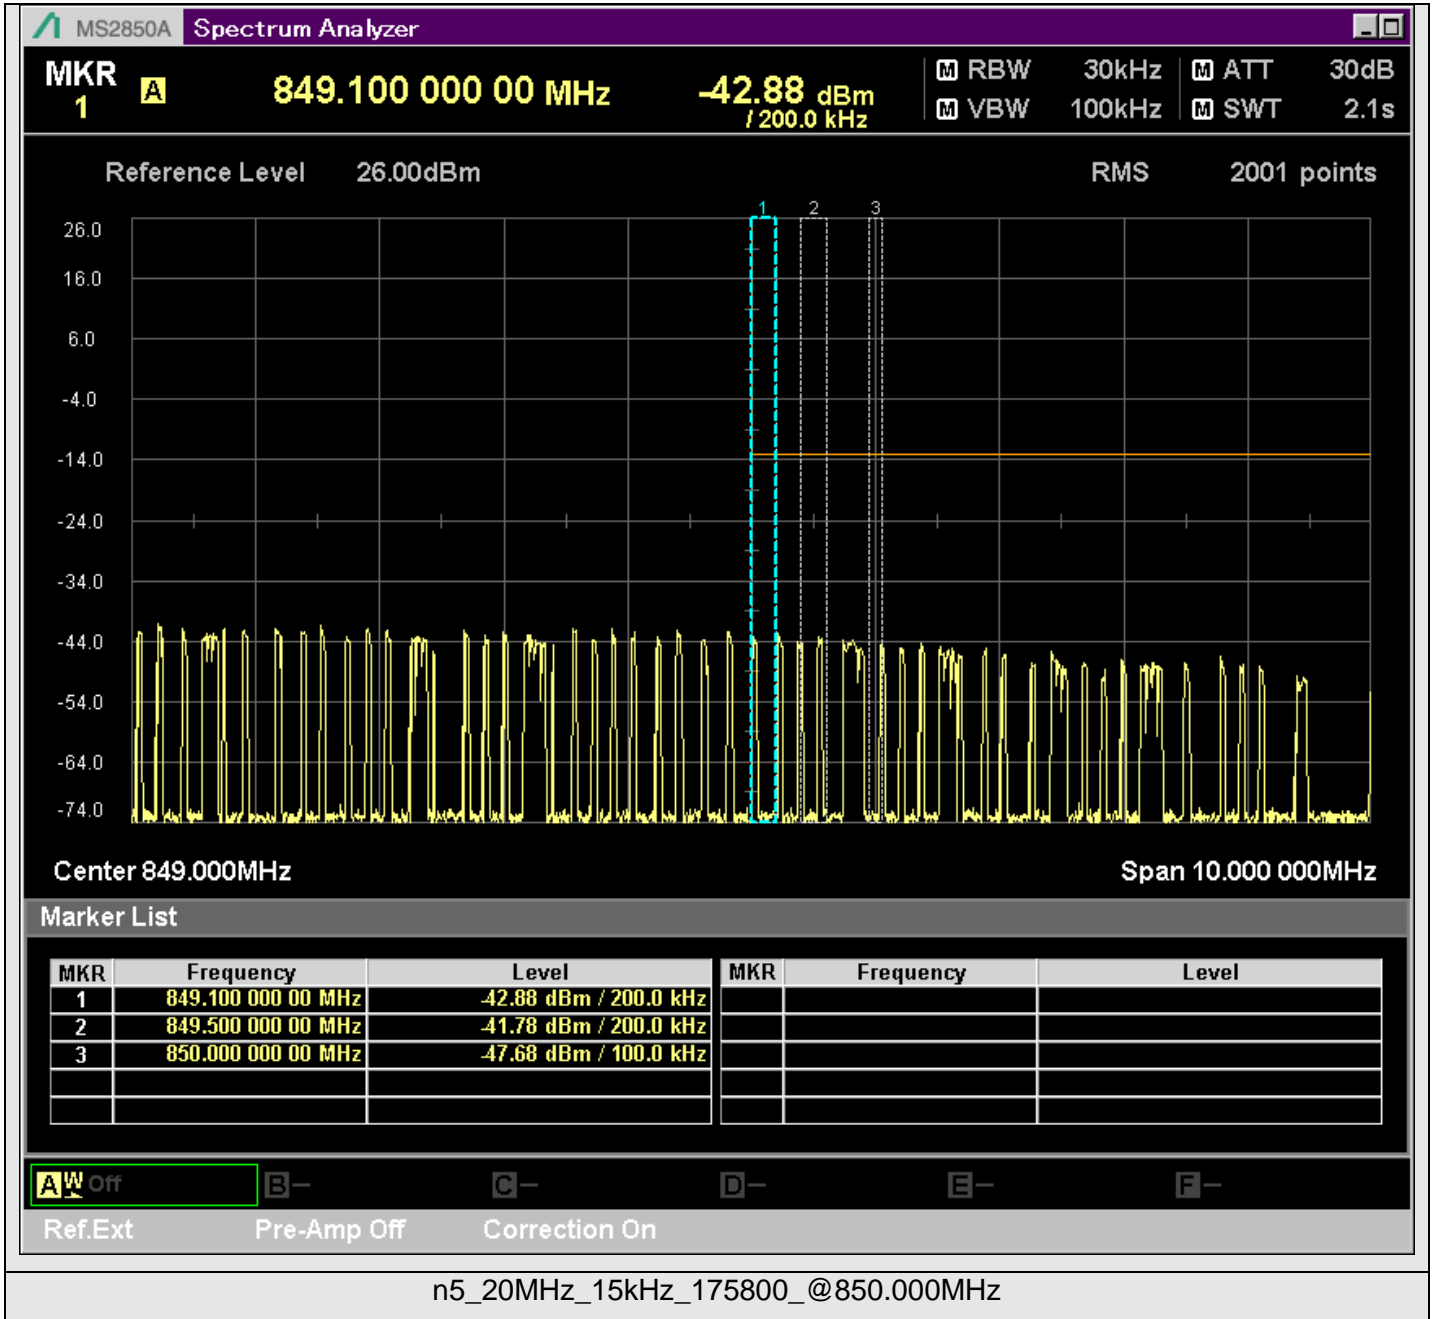 MS2850A Spectrum Analyzer
MKR 1 A 849.100 000 00 MHz -42.88 dBm / 200.0 kHz
M RBW 30kHz M ATT 30dB
M VBW 100kHz M SWT 2.1s
Reference Level 26.00dBm RMS 2001 points
1 2 3
26.0
16.0
6.0
-4.0
-14.0
-24.0
-34.0
-44.0
-54.0
-64.0
-74.0
Center 849.000MHz Span 10.000 000MHz
Marker List
MKR Frequency Level MKR Frequency Level
1 849.100 000 00 MHz -42.88 dBm / 200.0 kHz
2 849.500 000 00 MHz -41.78 dBm / 200.0 kHz
3 850.000 000 00 MHz -47.68 dBm / 100.0 kHz
A W Off B - C - D - E - F -
Ref.Ext Pre-Amp Off Correction On
n5_20MHz_15kHz_175800_@850.000MHz